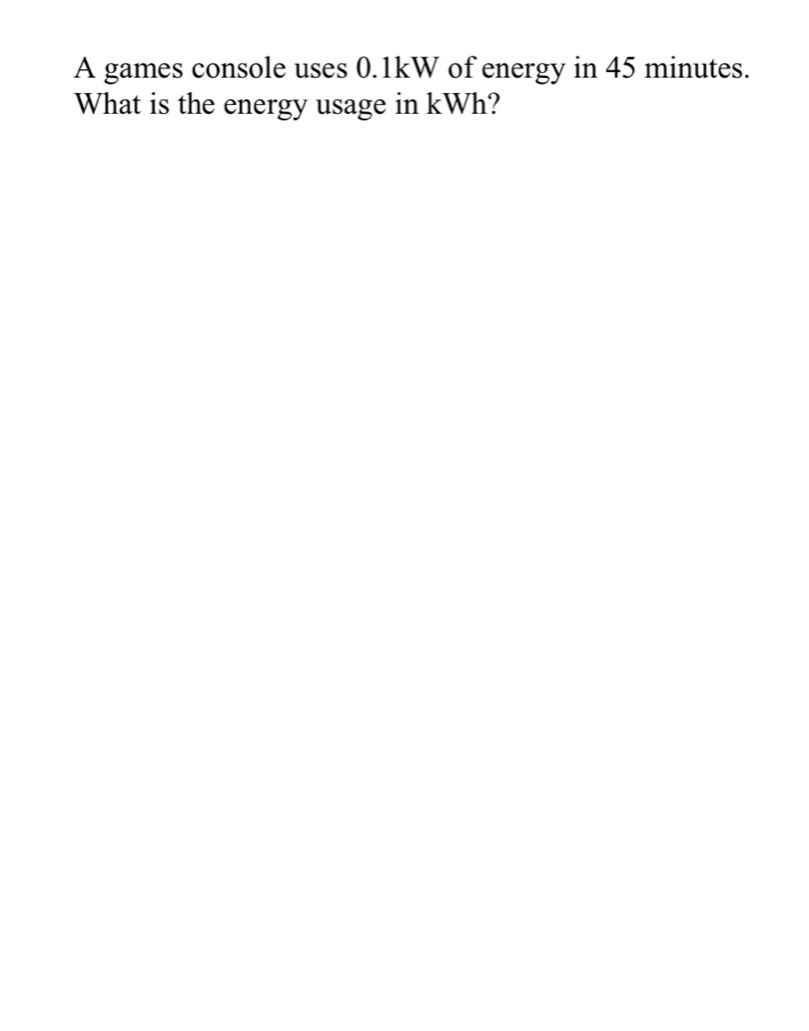 A games console uses 0.1kW of energy in 45 minutes.
What is the energy usage in kWh?